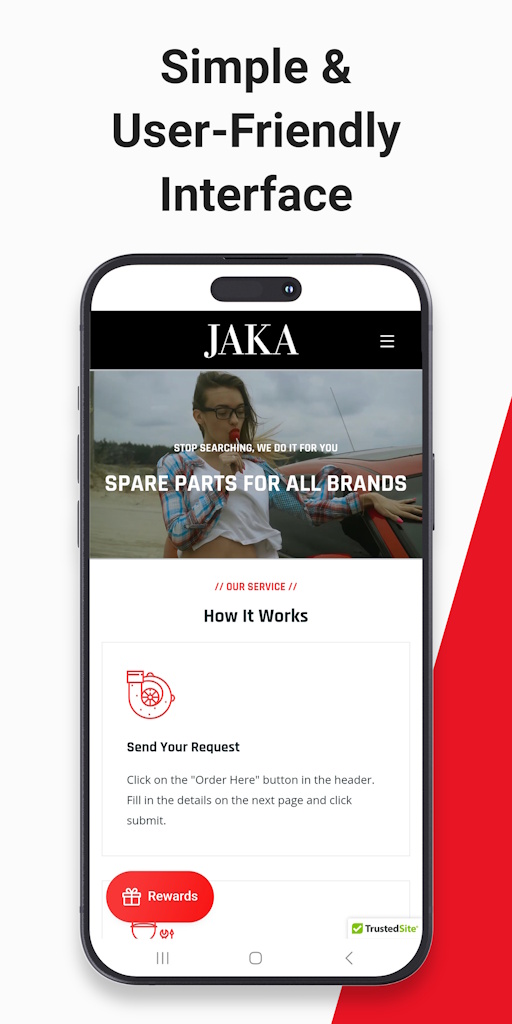 Simple &
User-Friendly
Interface
JAKA
STOP SEARCHING, WE DO IT FOR YOU
SPARE PARTS FOR ALL BRANDS
// OUR SERVICE //
How It Works
Send Your Request
Click on the "Order Here" button in the header.
Fill in the details on the next page and click
submit.
Rewards
TrustedSite